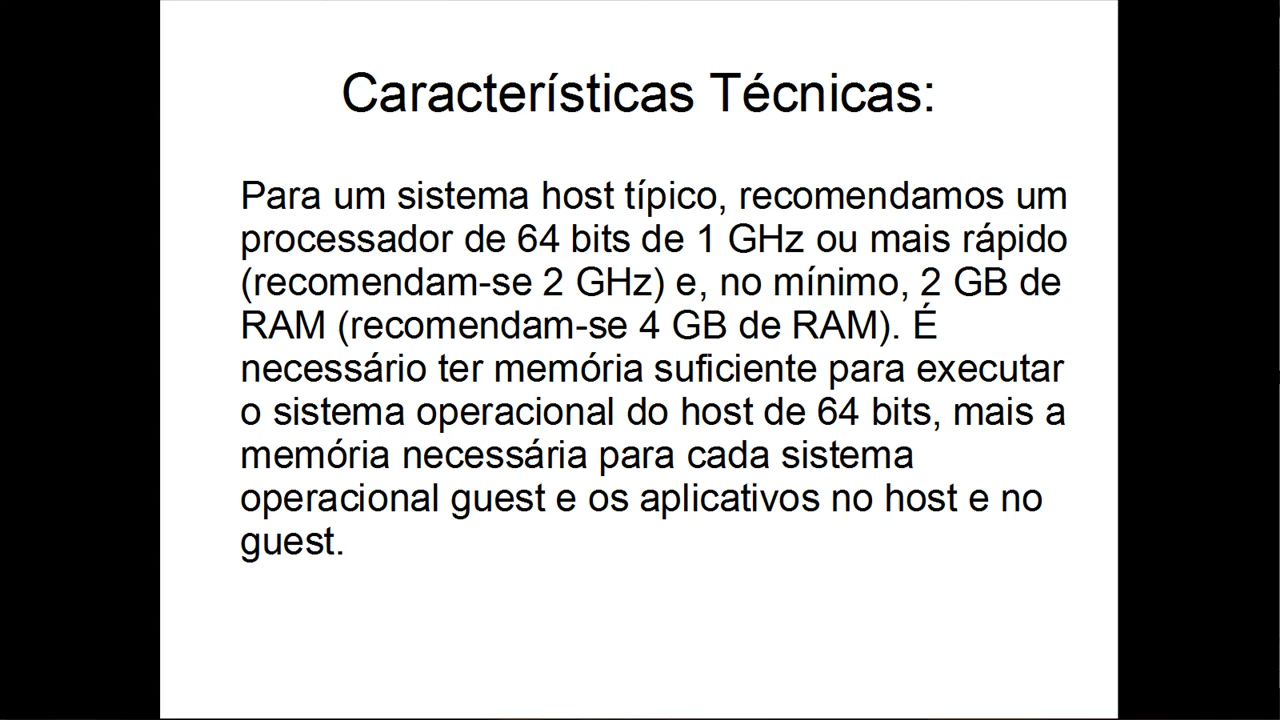 Características Técnicas:
Para um sistema host típico, recomendamos um
processador de 64 bits de 1 GHz ou mais rápido
(recomendam-se 2 GHz) e, no mínimo, 2 GB de
RAM (recomendam-se 4 GB de RAM). É
necessário ter memória suficiente para executar
o sistema operacional do host de 64 bits, mais a
memória necessária para cada sistema
operacional guest e os aplicativos no host e no
guest.